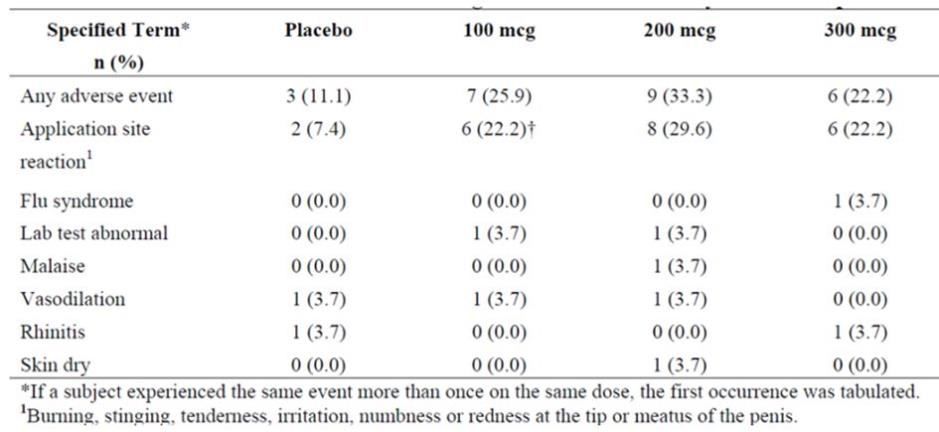 Specified Term* Placebo 100 mcg 200 mcg 300 mcg
n (%)
Any adverse event 3 (11.1) 7 (25.9) 9 (33.3) 6 (22.2)
Application site 2 (7.4) 6 (22.2)† 8 (29.6) 6 (22.2)
reaction¹
Flu syndrome 0 (0.0) 0 (0.0) 0 (0.0) 1 (3.7)
Lab test abnormal 0 (0.0) 1 (3.7) 1 (3.7) 0 (0.0)
Malaise 0 (0.0) 0 (0.0) 1 (3.7) 0 (0.0)
Vasodilation 1 (3.7) 1 (3.7) 1 (3.7) 0 (0.0)
Rhinitis 1 (3.7) 0 (0.0) 0 (0.0) 1 (3.7)
Skin dry 0 (0.0) 0 (0.0) 1 (3.7) 0 (0.0)
*If a subject experienced the same event more than once on the same dose, the first occurrence was tabulated.
¹Burning, stinging, tenderness, irritation, numbness or redness at the tip or meatus of the penis.